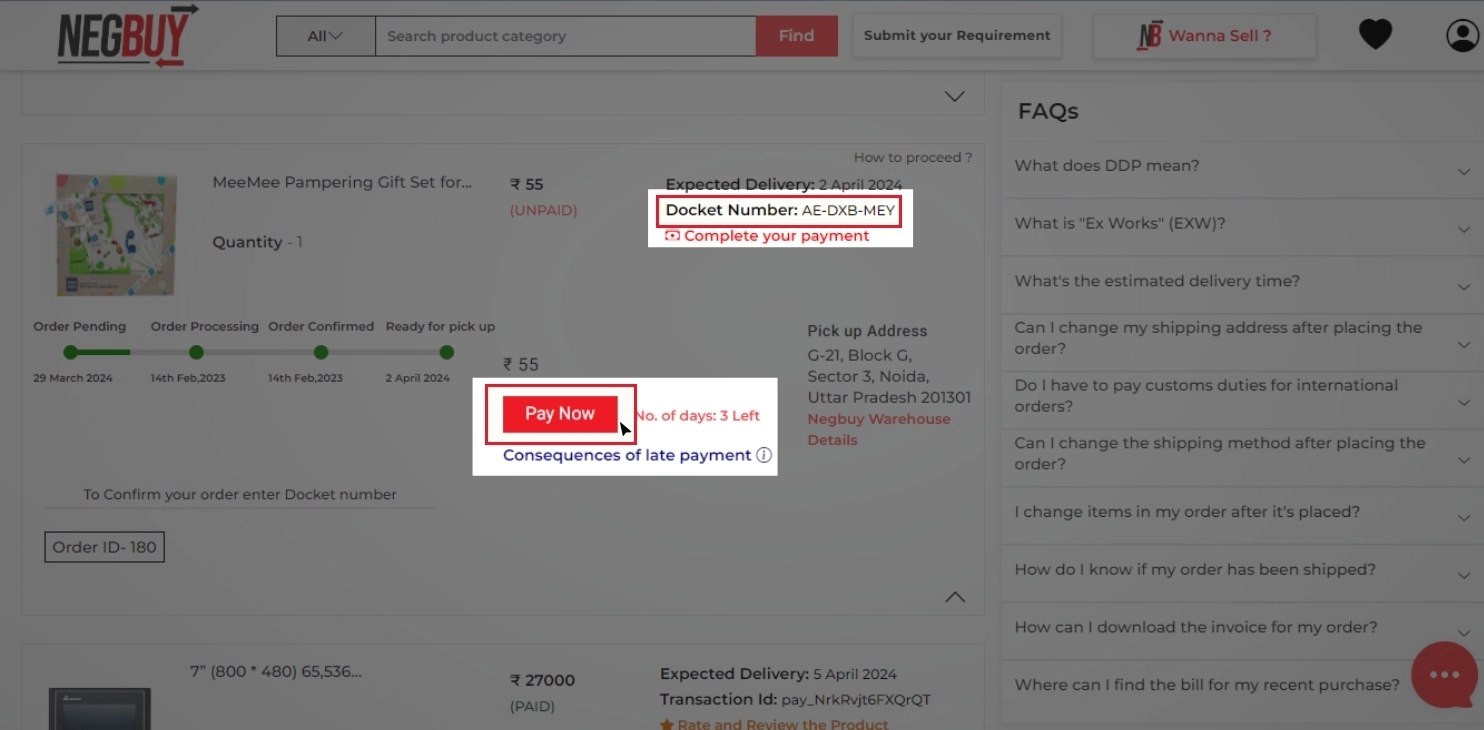 NEGBUY
All
Search product category
Find
Submit your Requirement
NB Wanna Sell ?
How to proceed ?
MeeMee Pampering Gift Set for...
Quantity - 1
₹ 55
(UNPAID)
Expected Delivery: 2 April 2024
Docket Number: AE-DXB-MEY
Complete your payment
Order Pending
Order Processing
Order Confirmed
Ready for pick up
29 March 2024
14th Feb,2023
14th Feb,2023
2 April 2024
₹ 55
Pay Now
No. of days: 3 Left
Consequences of late payment
Pick up Address
G-21, Block G,
Sector 3, Noida,
Uttar Pradesh 201301
Negbuy Warehouse
Details
To Confirm your order enter Docket number
Order ID- 180
7” (800 * 480) 65,536...
₹ 27000
(PAID)
Expected Delivery: 5 April 2024
Transaction Id: pay_NrkRvjt6FXQrQT
Rate and Review the Product
FAQs
What does DDP mean?
What is "Ex Works" (EXW)?
What's the estimated delivery time?
Can I change my shipping address after placing the
order?
Do I have to pay customs duties for international
orders?
Can I change the shipping method after placing the
order?
I change items in my order after it's placed?
How do I know if my order has been shipped?
How can I download the invoice for my order?
Where can I find the bill for my recent purchase?